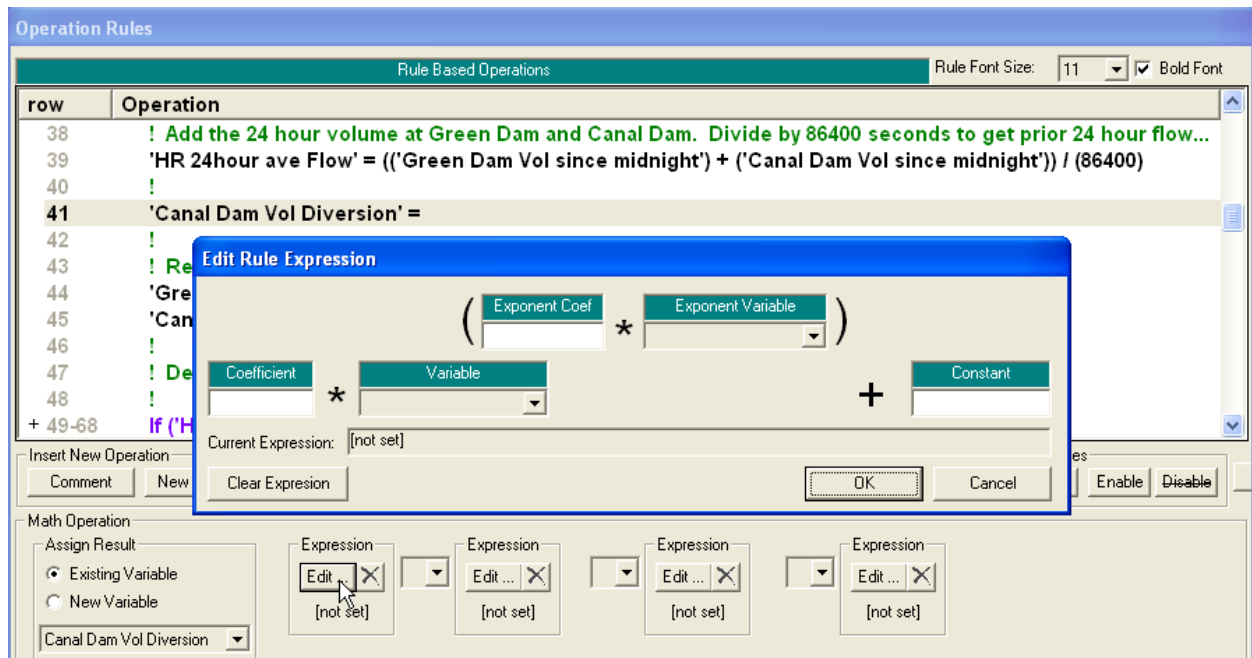 Operation Rules
Rule Based Operations Rule Font Size: 11 Bold Font
row Operation
38 ! Add the 24 hour volume at Green Dam and Canal Dam. Divide by 86400 seconds to get prior 24 hour flow...
39 'HR 24hour ave Flow' = (('Green Dam Vol since midnight') + ('Canal Dam Vol since midnight')) / (86400)
40 !
41 'Canal Dam Vol Diversion' =
42 !
43 ! Re
44 'Gre
45 'Can
46 !
47 ! De
48 !
+ 49-68 If ('H
Edit Rule Expression
( Exponent Coef * Exponent Variable )
Coefficient * Variable + Constant
Current Expression: [not set]
Clear Expresion OK Cancel
Insert New Operation es
Comment New Enable Disable
Math Operation
Assign Result Expression Expression Expression Expression
Existing Variable Edit ... Edit ... Edit ... Edit ...
New Variable [not set] [not set] [not set] [not set]
Canal Dam Vol Diversion